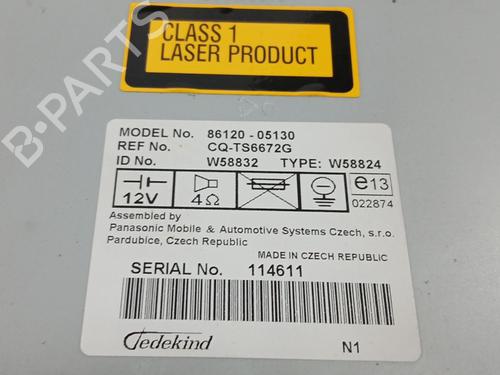 CLASS 1
LASER PRODUCT
B-PARTS
MODEL No. 86120 - 05130
REF No. CQ-TS6672G
ID No. W58832 TYPE: W58824
12V 4Ω e13
022874
Assembled by
Panasonic Mobile & Automotive Systems Czech, s.r.o.
Pardubice, Czech Republic
MADE IN CZECH REPUBLIC
SERIAL No. 114611
Tedekind N1